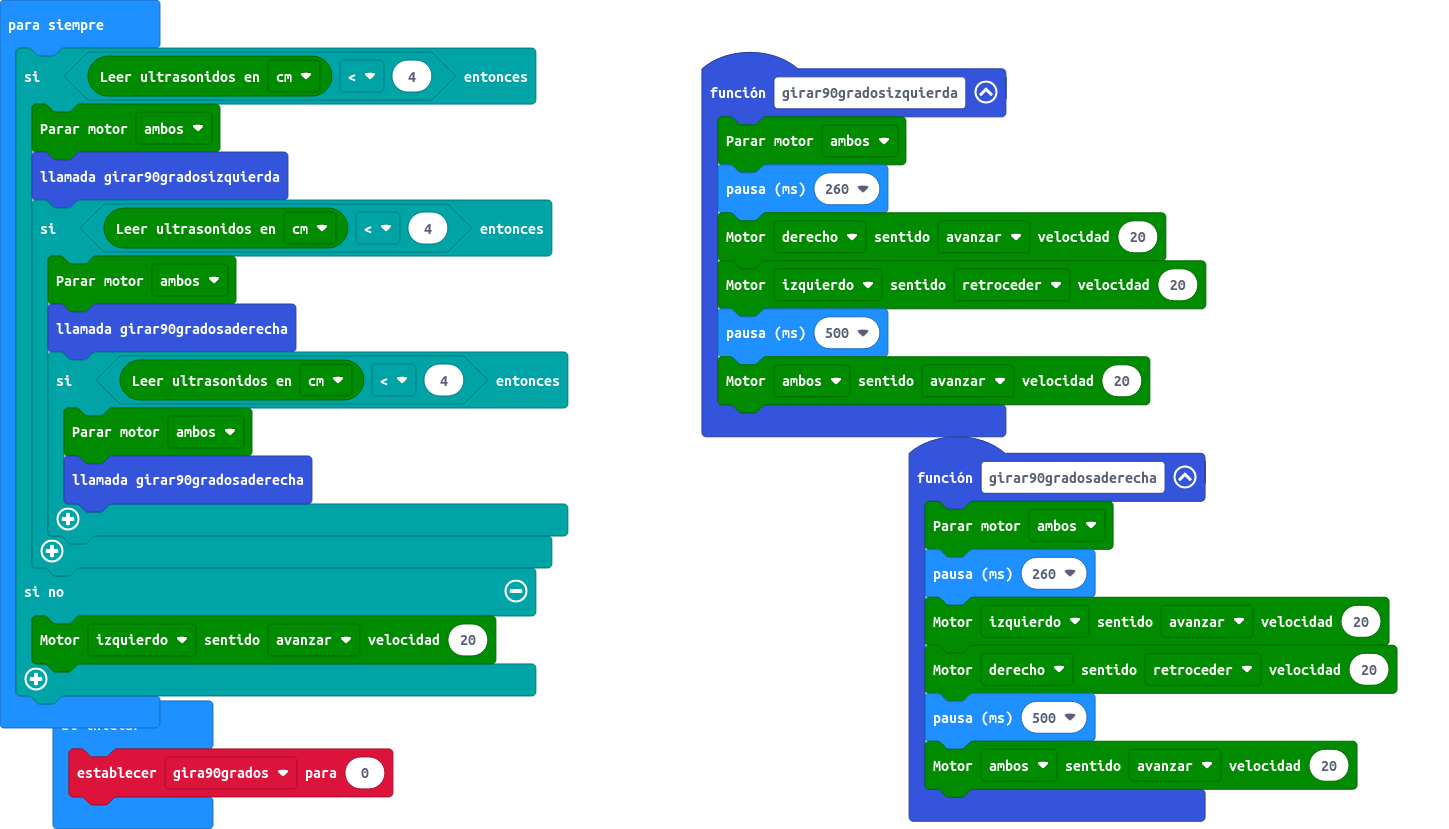 para siempre
si Leer ultrasonidos en cm < 4 entonces
Parar motor ambos
llamada girar90gradosizquierda
si Leer ultrasonidos en cm < 4 entonces
Parar motor ambos
llamada girar90gradosaderecha
si Leer ultrasonidos en cm < 4 entonces
Parar motor ambos
llamada girar90gradosaderecha
si no
Motor izquierdo sentido avanzar velocidad 20
establecer gira90grados para 0
función girar90gradosizquierda
Parar motor ambos
pausa (ms) 260
Motor derecho sentido avanzar velocidad 20
Motor izquierdo sentido retroceder velocidad 20
pausa (ms) 500
Motor ambos sentido avanzar velocidad 20
función girar90gradosaderecha
Parar motor ambos
pausa (ms) 260
Motor izquierdo sentido avanzar velocidad 20
Motor derecho sentido retroceder velocidad 20
pausa (ms) 500
Motor ambos sentido avanzar velocidad 20